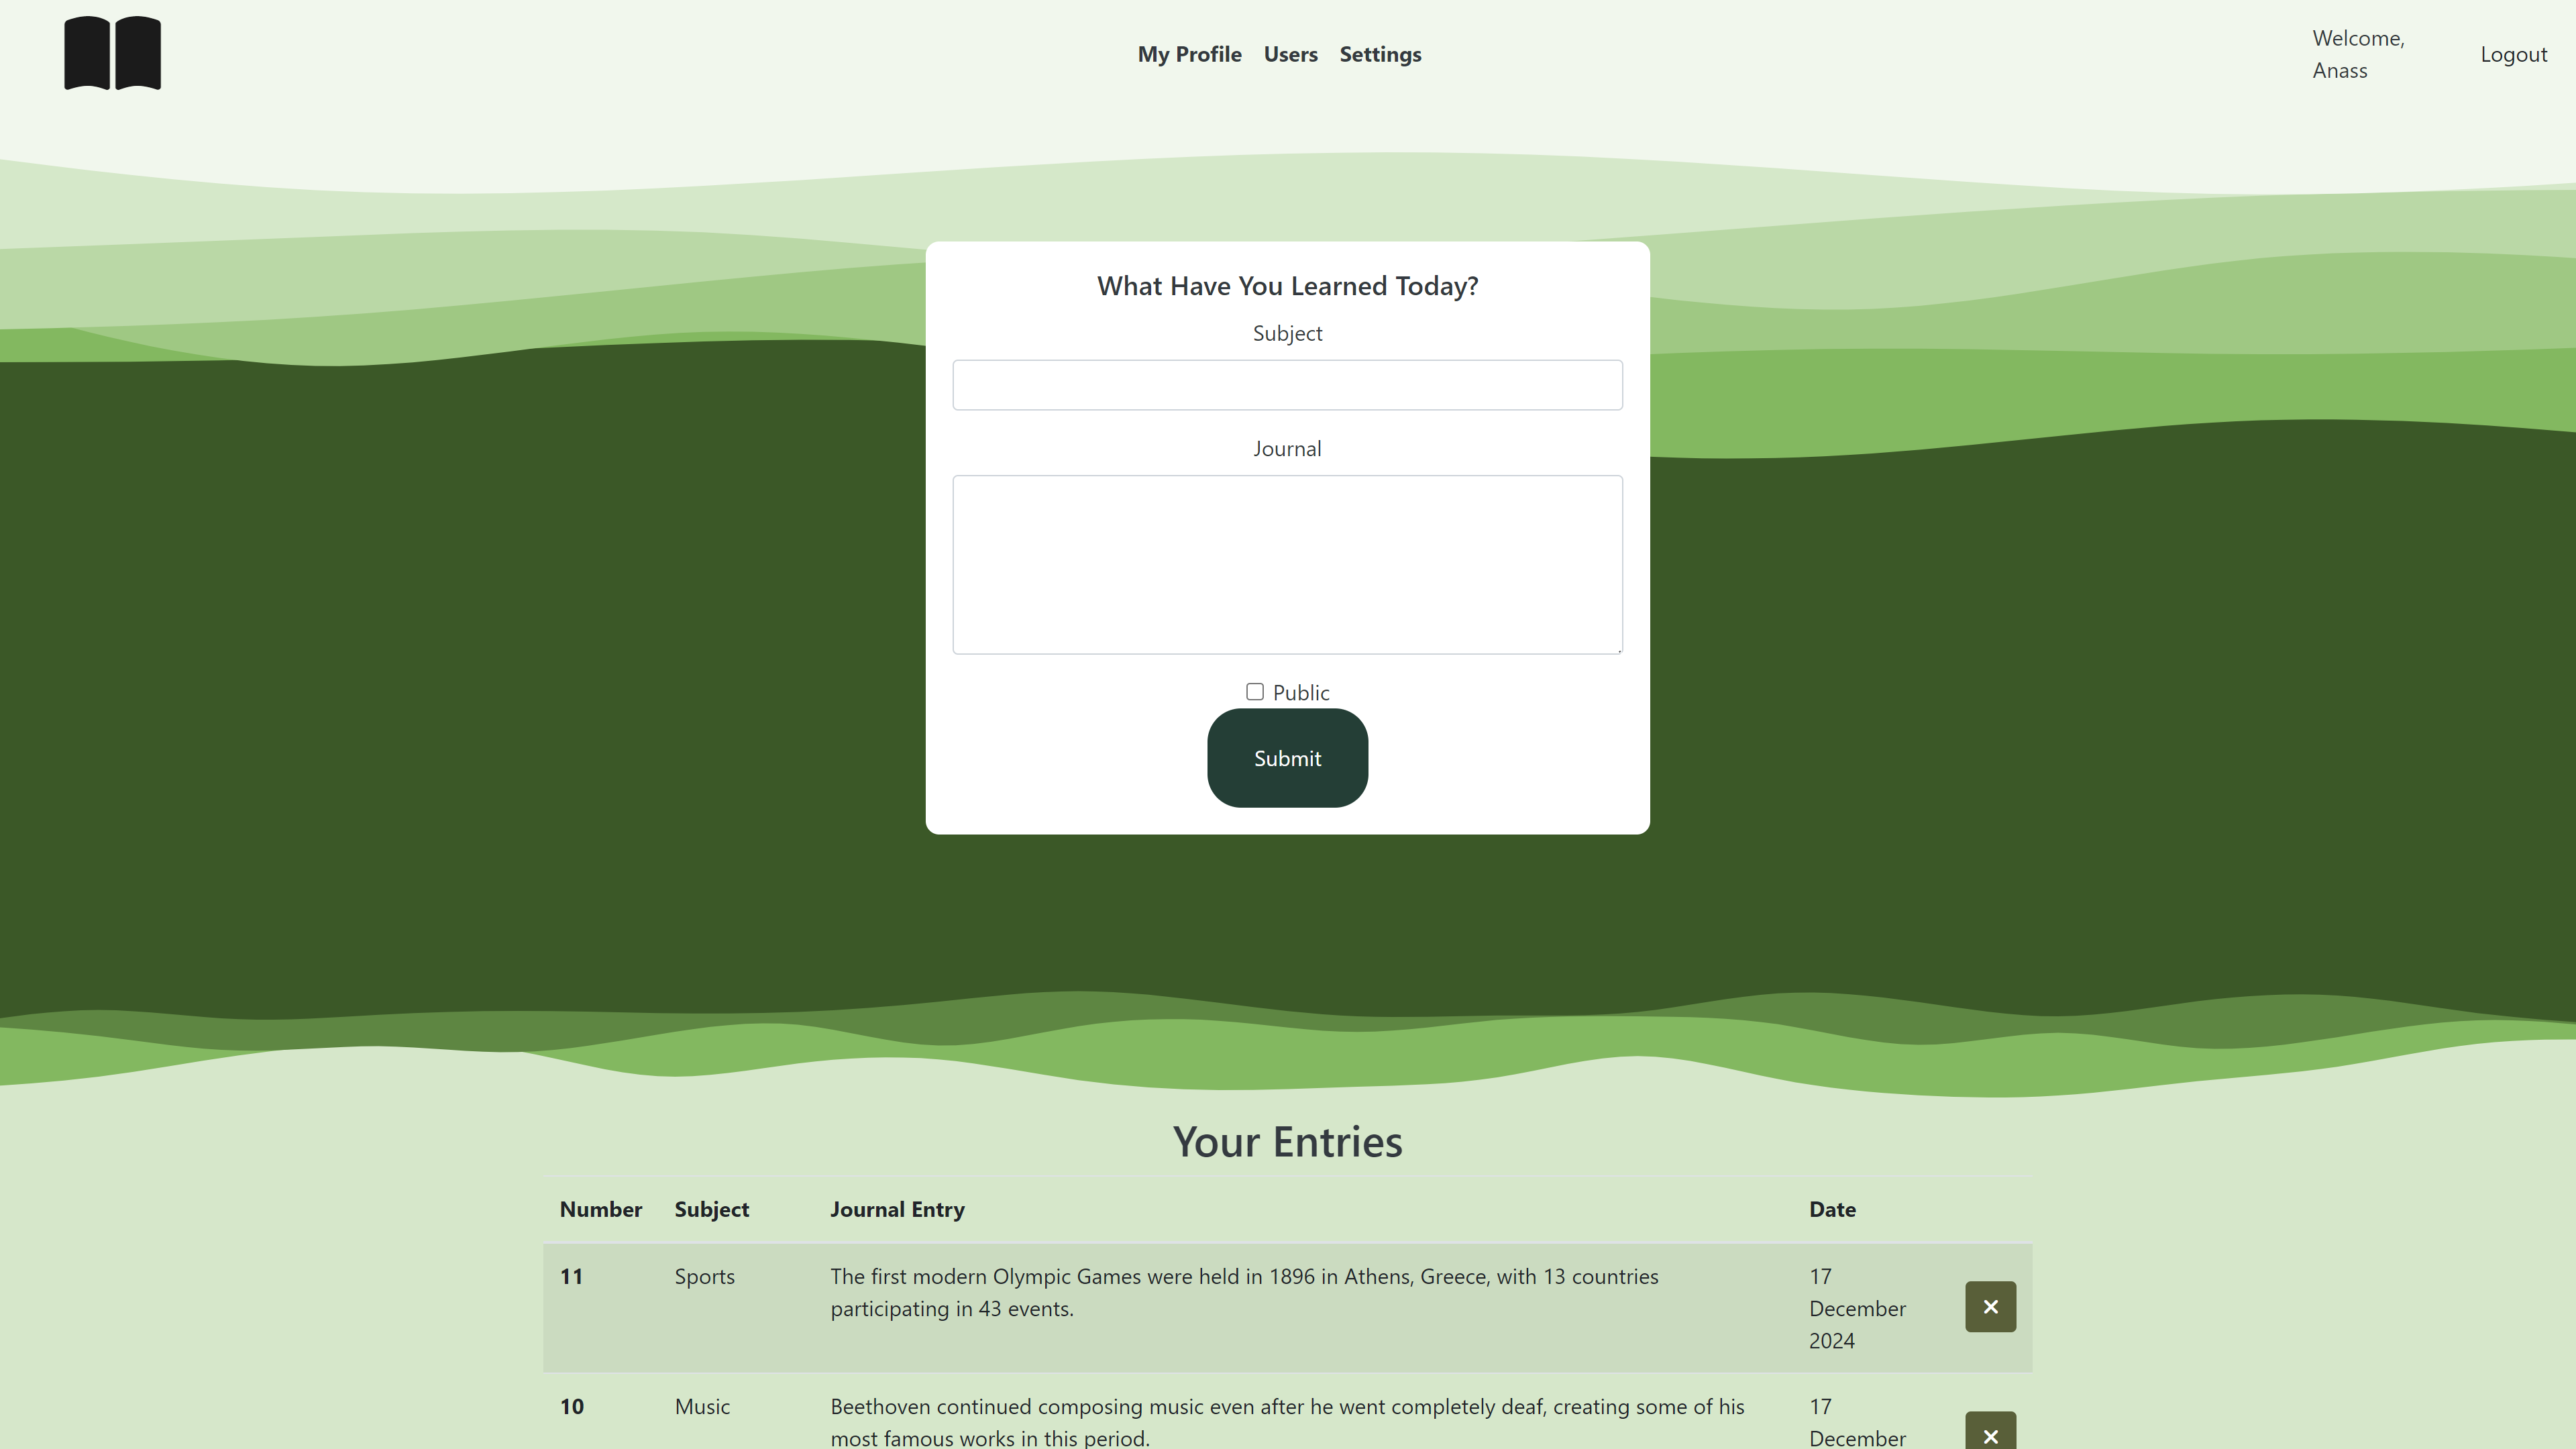 My Profile Users Settings
Welcome,
Anass
Logout
What Have You Learned Today?
Subject
Journal
Public
Submit
Your Entries
Number Subject Journal Entry Date
11 Sports The first modern Olympic Games were held in 1896 in Athens, Greece, with 13 countries 17
participating in 43 events. December
2024
10 Music Beethoven continued composing music even after he went completely deaf, creating some of his 17
most famous works in this period. December